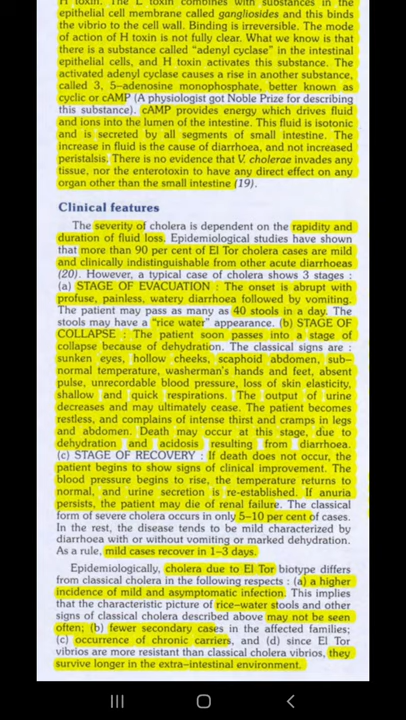 H toxin. The L toxin combines with substances in the
epithelial cell membrane called gangliosides and this binds
the vibrio to the cell wall. Binding is irreversible. The mode
of action of H toxin is not fully clear. What we know is that
there is a substance called “adenyl cyclase” in the intestinal
epithelial cells, and H toxin activates this substance. The
activated adenyl cyclase causes a rise in another substance,
called 3, 5-adenosine monophosphate, better known as
cyclic or cAMP (A physiologist got Noble Prize for describing
this substance). cAMP provides energy which drives fluid
and ions into the lumen of the intestine. This fluid is isotonic
and is secreted by all segments of small intestine. The
increase in fluid is the cause of diarrhoea, and not increased
peristalsis. There is no evidence that V. cholerae invades any
tissue, nor the enterotoxin to have any direct effect on any
organ other than the small intestine (19).
Clinical features
The severity of cholera is dependent on the rapidity and
duration of fluid loss. Epidemiological studies have shown
that more than 90 per cent of El Tor cholera cases are mild
and clinically indistinguishable from other acute diarrhoeas
(20). However, a typical case of cholera shows 3 stages :
(a) STAGE OF EVACUATION : The onset is abrupt with
profuse, painless, watery diarrhoea followed by vomiting.
The patient may pass as many as 40 stools in a day. The
stools may have a “rice water” appearance. (b) STAGE OF
COLLAPSE : The patient soon passes into a stage of
collapse because of dehydration. The classical signs are :
sunken eyes, hollow cheeks, scaphoid abdomen, sub-
normal temperature, washerman's hands and feet, absent
pulse, unrecordable blood pressure, loss of skin elasticity,
shallow and quick respirations. The output of urine
decreases and may ultimately cease. The patient becomes
restless, and complains of intense thirst and cramps in legs
and abdomen. Death may occur at this stage, due to
dehydration and acidosis resulting from diarrhoea.
(c) STAGE OF RECOVERY : If death does not occur, the
patient begins to show signs of clinical improvement. The
blood pressure begins to rise, the temperature returns to
normal, and urine secretion is re-established. If anuria
persists, the patient may die of renal failure. The classical
form of severe cholera occurs in only 5–10 per cent of cases.
In the rest, the disease tends to be mild characterized by
diarrhoea with or without vomiting or marked dehydration.
As a rule, mild cases recover in 1–3 days.
Epidemiologically, cholera due to El Tor biotype differs
from classical cholera in the following respects : (a) a higher
incidence of mild and asymptomatic infection. This implies
that the characteristic picture of rice–water stools and other
signs of classical cholera described above may not be seen
often; (b) fewer secondary cases in the affected families;
(c) occurrence of chronic carriers, and (d) since El Tor
vibrios are more resistant than classical cholera vibrios, they
survive longer in the extra-intestinal environment.